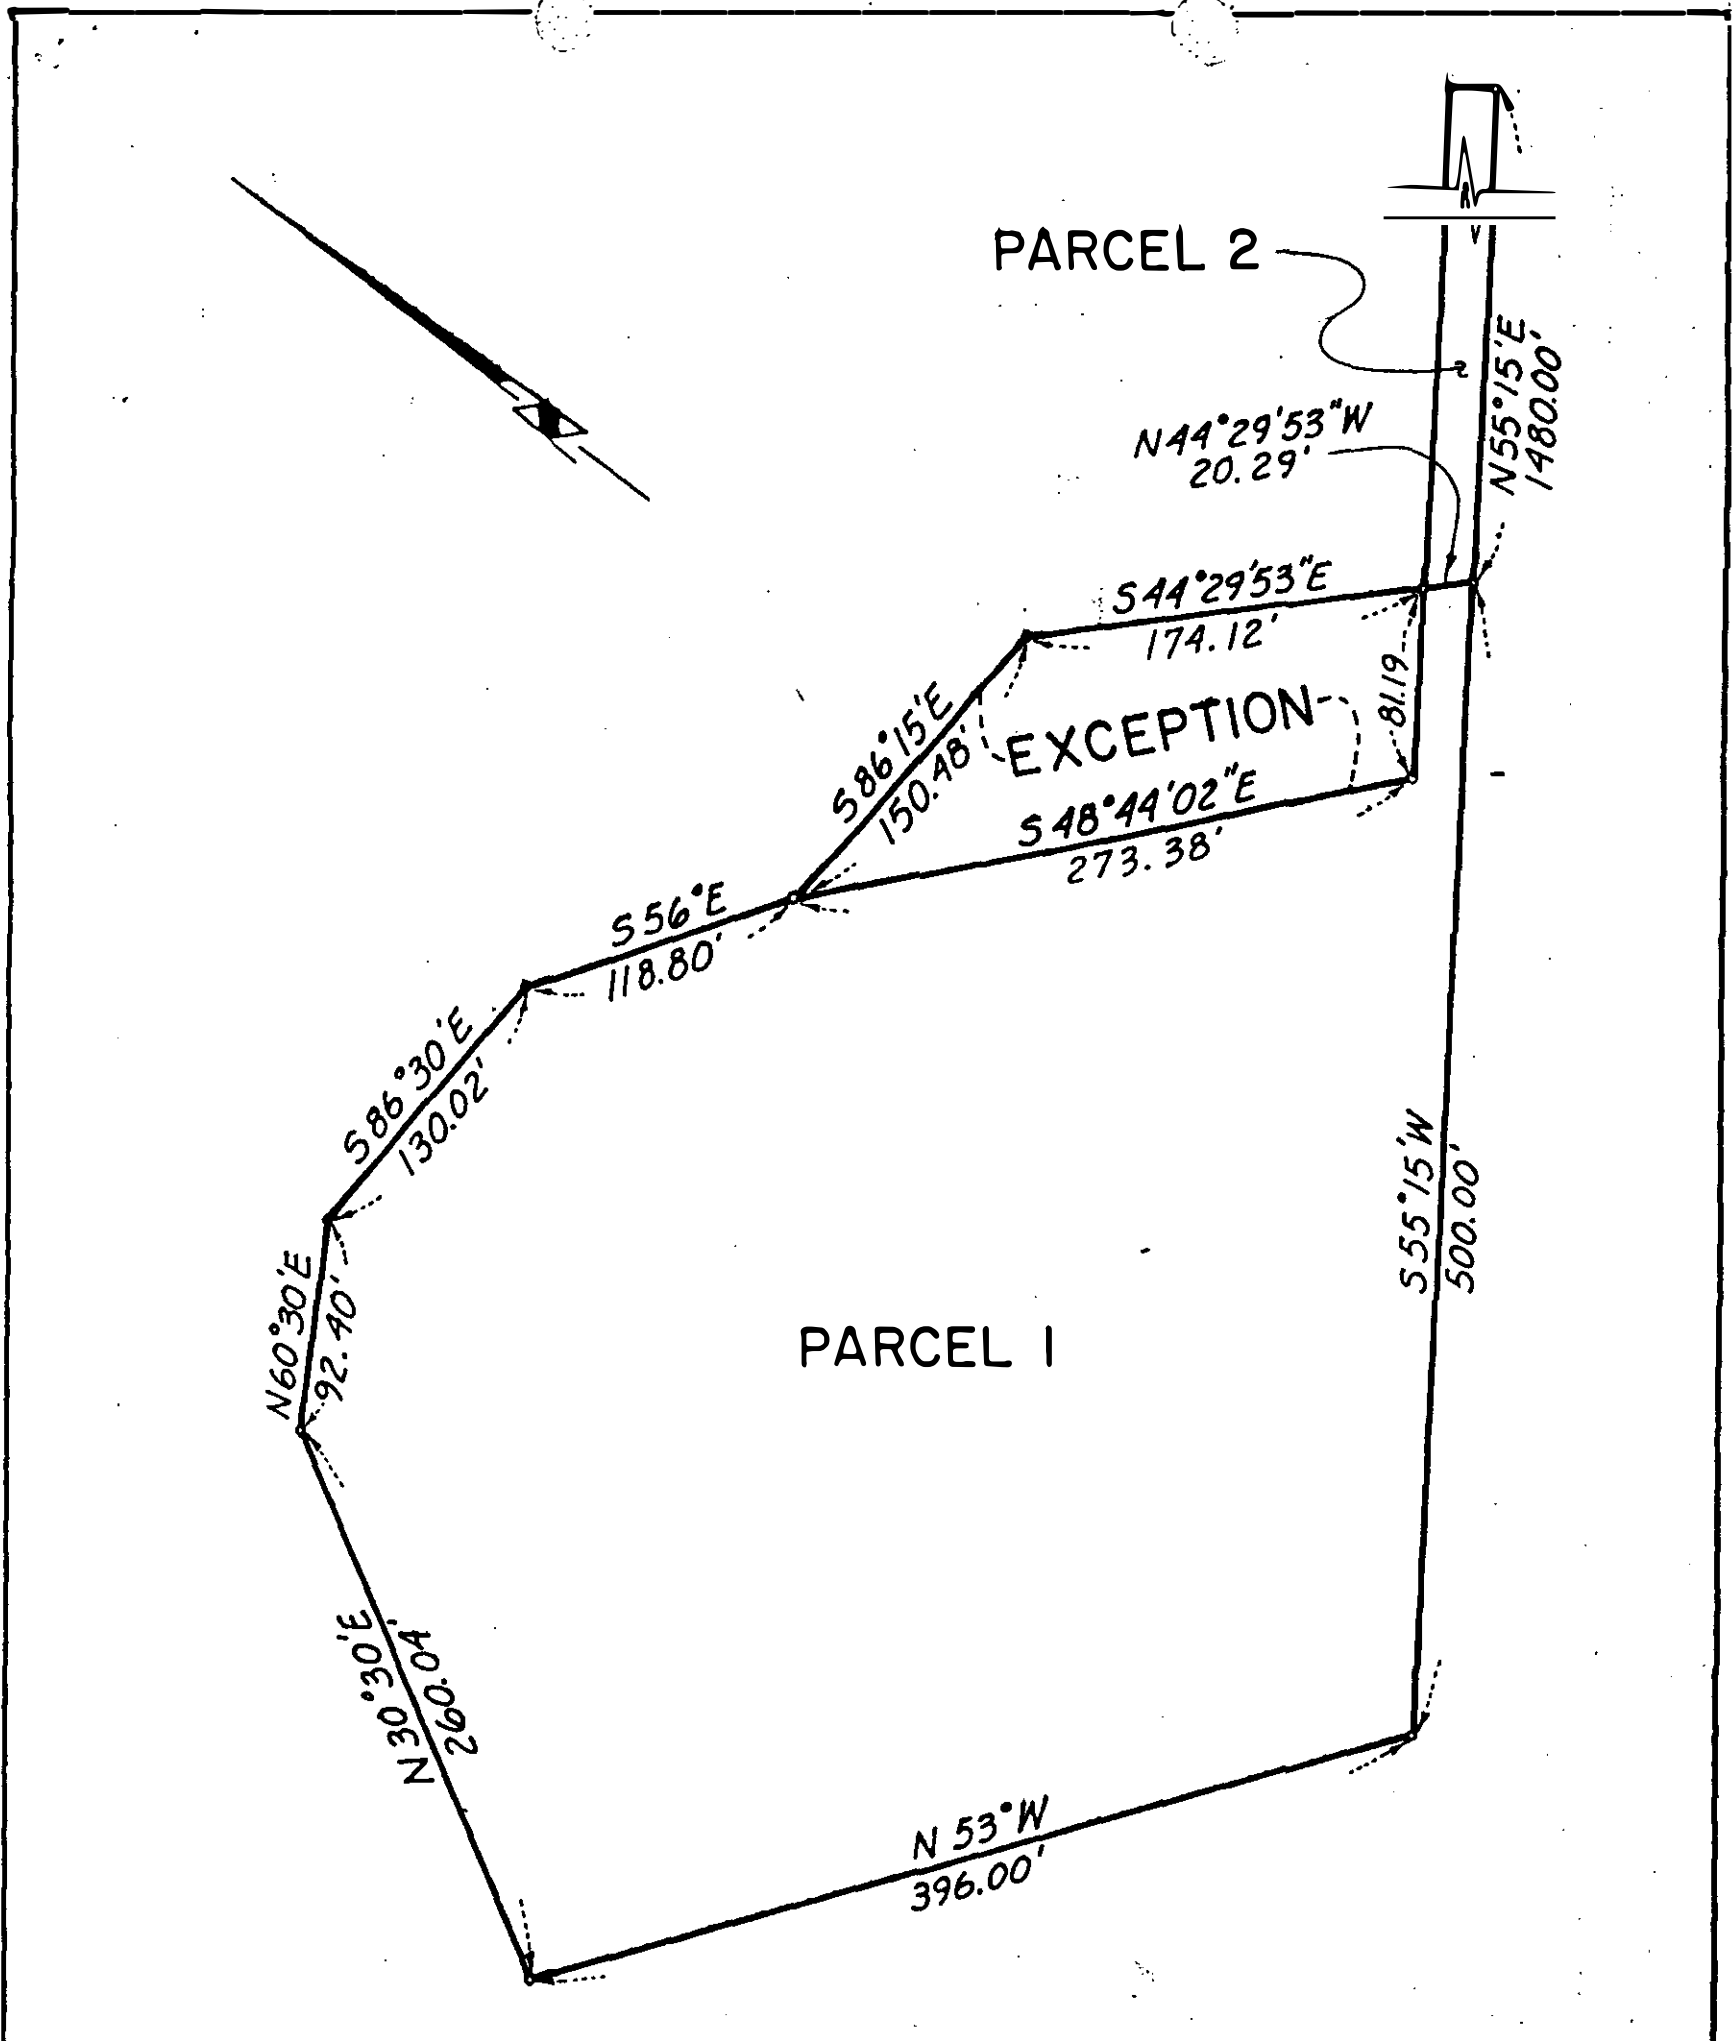 PARCEL 2
N55°15'E
1480.00'
N44°29'53"W
20.29'
S44°29'53"E
174.12'
81.19
S86°15'E
150.48'
EXCEPTION
S48°44'02"E
273.38'
S56°E
118.80'
S86°30'E
130.02'
N60°30'E
92.40'
S55°15'W
500.00'
PARCEL 1
N30°30'E
260.04'
N53°W
396.00'